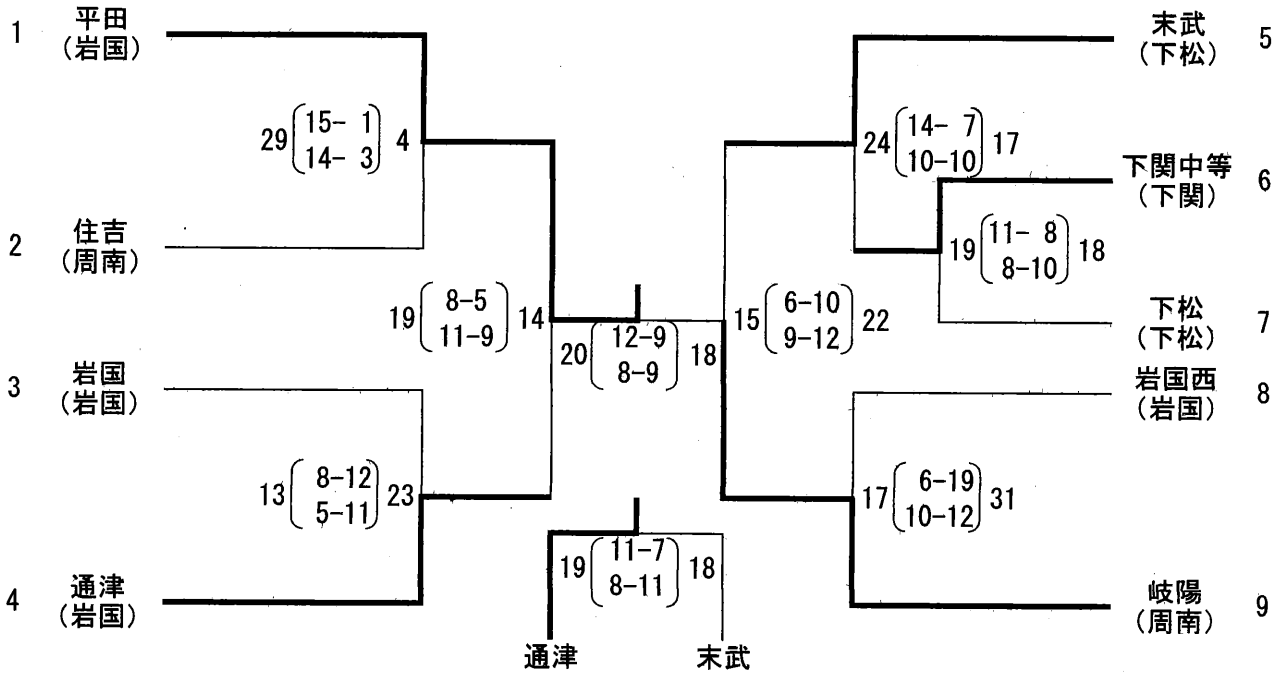 1 平田
(岩国)
29 15- 1 4
14- 3
2 住吉
(周南)
19 8-5 14
11-9
3 岩国
(岩国)
13 8-12 23
5-11
4 通津
(岩国)
20 12-9 18
8-9
19 11-7 18
8-11
通津 末武
末武 5
(下松)
24 14- 7 17
10-10
下関中等 6
(下関)
19 11- 8 18
8-10
下松 7
(下松)
15 6-10 22
9-12
岩国西 8
(岩国)
17 6-19 31
10-12
岐陽 9
(周南)